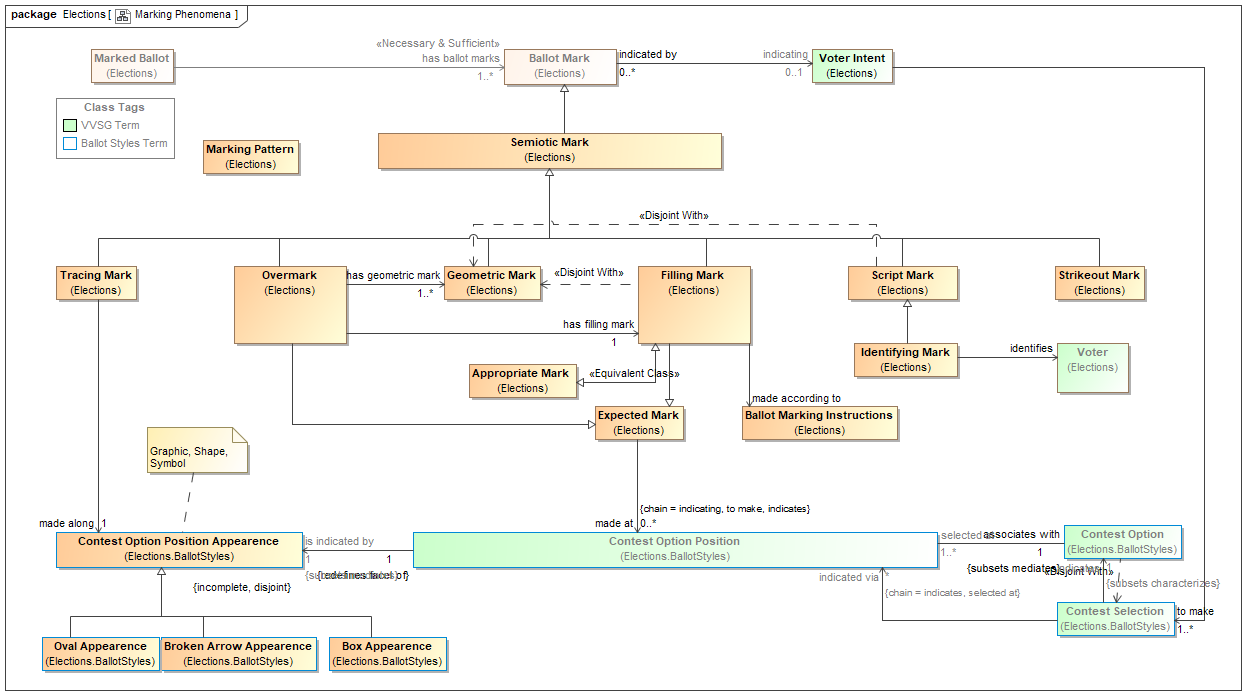 package Elections [ Marking Phenomena ]
«Necessary & Sufficient»
has ballot marks
1..*
Marked Ballot
(Elections)
Ballot Mark
(Elections)
indicated by
0..*
indicating
0..1
Voter Intent
(Elections)
Class Tags
VVSG Term
Ballot Styles Term
Marking Pattern
(Elections)
Semiotic Mark
(Elections)
«Disjoint With»
Tracing Mark
(Elections)
Overmark
(Elections)
has geometric mark
1..*
Geometric Mark
(Elections)
«Disjoint With»
Filling Mark
(Elections)
Script Mark
(Elections)
Strikeout Mark
(Elections)
has filling mark
1
Identifying Mark
(Elections)
identifies
Voter
(Elections)
Appropriate Mark
(Elections)
«Equivalent Class»
Expected Mark
(Elections)
made according to
Ballot Marking Instructions
(Elections)
Graphic, Shape,
Symbol
made along
1
{chain = indicating, to make, indicates}
made at
0..*
Contest Option Position Appearence
(Elections.BallotStyles)
is indicated by
1
1
{redefines facet of}
Contest Option Position
(Elections.BallotStyles)
selected at
1..*
associates with
1
Contest Option
(Elections.BallotStyles)
{subsets mediates}
indicates
1
«Disjoint With»
{subsets characterizes}
indicated via
*
{chain = indicates, selected at}
Contest Selection
(Elections.BallotStyles)
to make
1..*
{incomplete, disjoint}
Oval Appearence
(Elections.BallotStyles)
Broken Arrow Appearence
(Elections.BallotStyles)
Box Appearence
(Elections.BallotStyles)